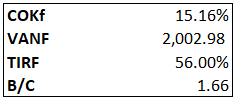 COKf 15.16%
VANF 2,002.98
TIRF 56.00%
B/C 1.66